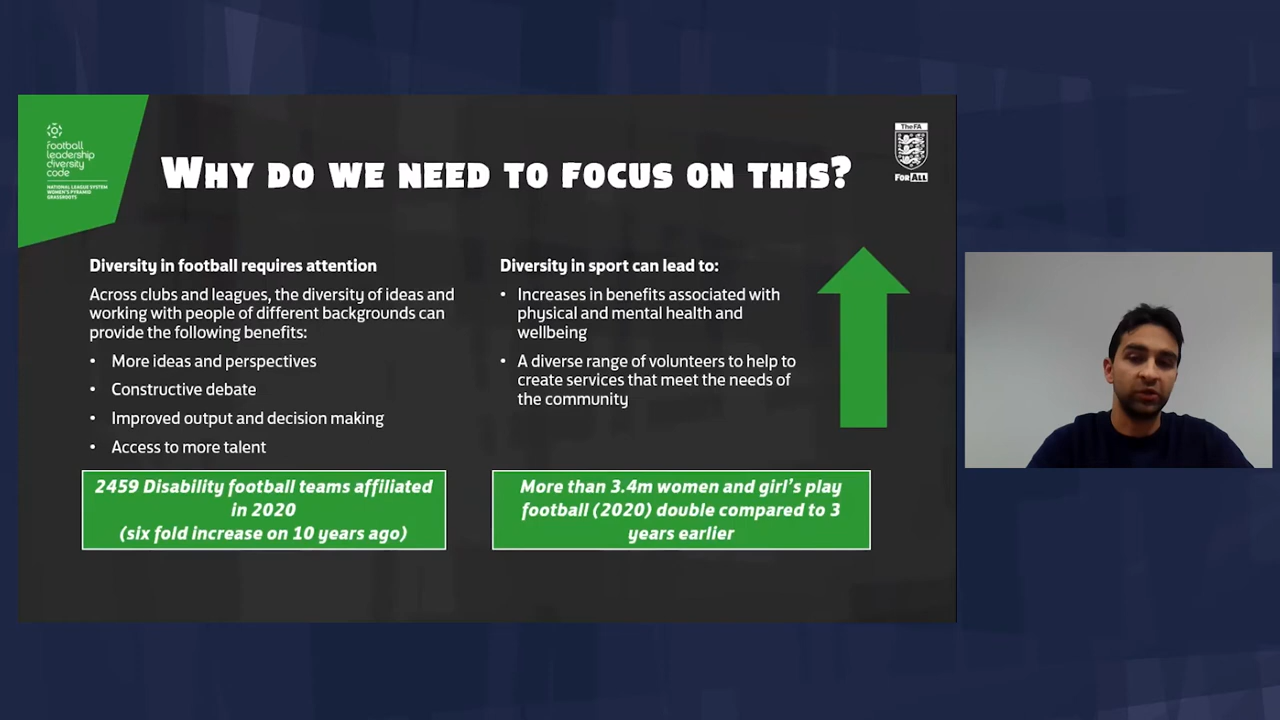 football
leadership
diversity
code
NATIONAL LEAGUE SYSTEM
WOMEN'S PYRAMID
GRASSROOTS
WHY DO WE NEED TO FOCUS ON THIS?
The FA
FOR ALL
Diversity in football requires attention
Across clubs and leagues, the diversity of ideas and
working with people of different backgrounds can
provide the following benefits:
• More ideas and perspectives
• Constructive debate
• Improved output and decision making
• Access to more talent
2459 Disability football teams affiliated
in 2020
(six fold increase on 10 years ago)
Diversity in sport can lead to:
• Increases in benefits associated with
physical and mental health and
wellbeing
• A diverse range of volunteers to help to
create services that meet the needs of
the community
More than 3.4m women and girl's play
football (2020) double compared to 3
years earlier